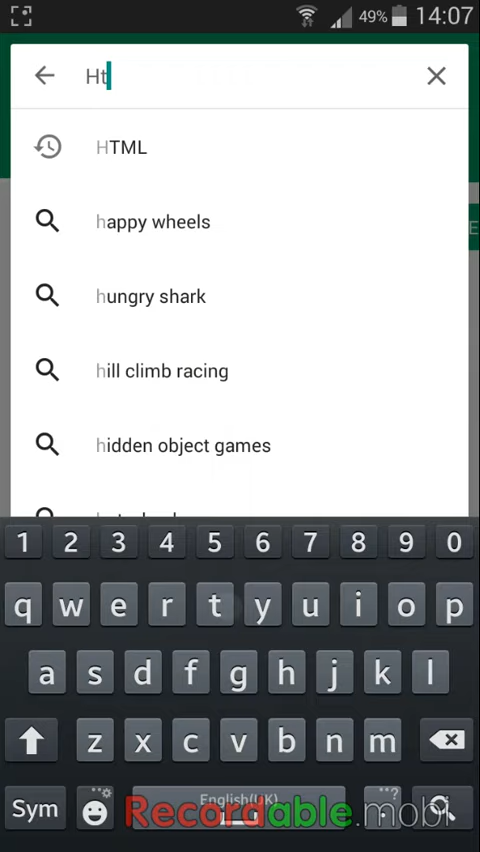 49% 14:07
Ht
HTML
happy wheels
hungry shark
hill climb racing
hidden object games
1 2 3 4 5 6 7 8 9 0
q w e r t y u i o p
a s d f g h j k l
z x c v b n m
Sym English(UK) . ?
Recordable.mobi